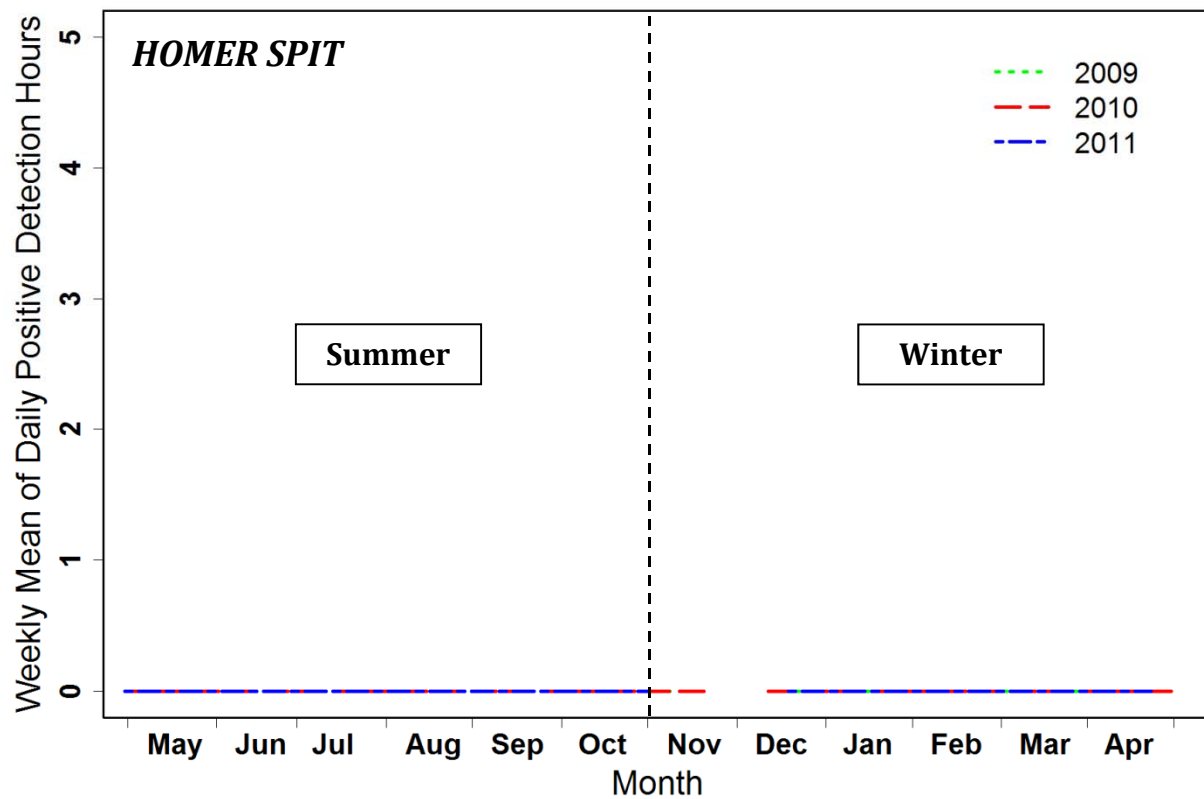 HOMER SPIT
2009
2010
2011
Weekly Mean of Daily Positive Detection Hours
5
4
3
2
1
0
Summer
Winter
May Jun Jul Aug Sep Oct Nov Dec Jan Feb Mar Apr
Month